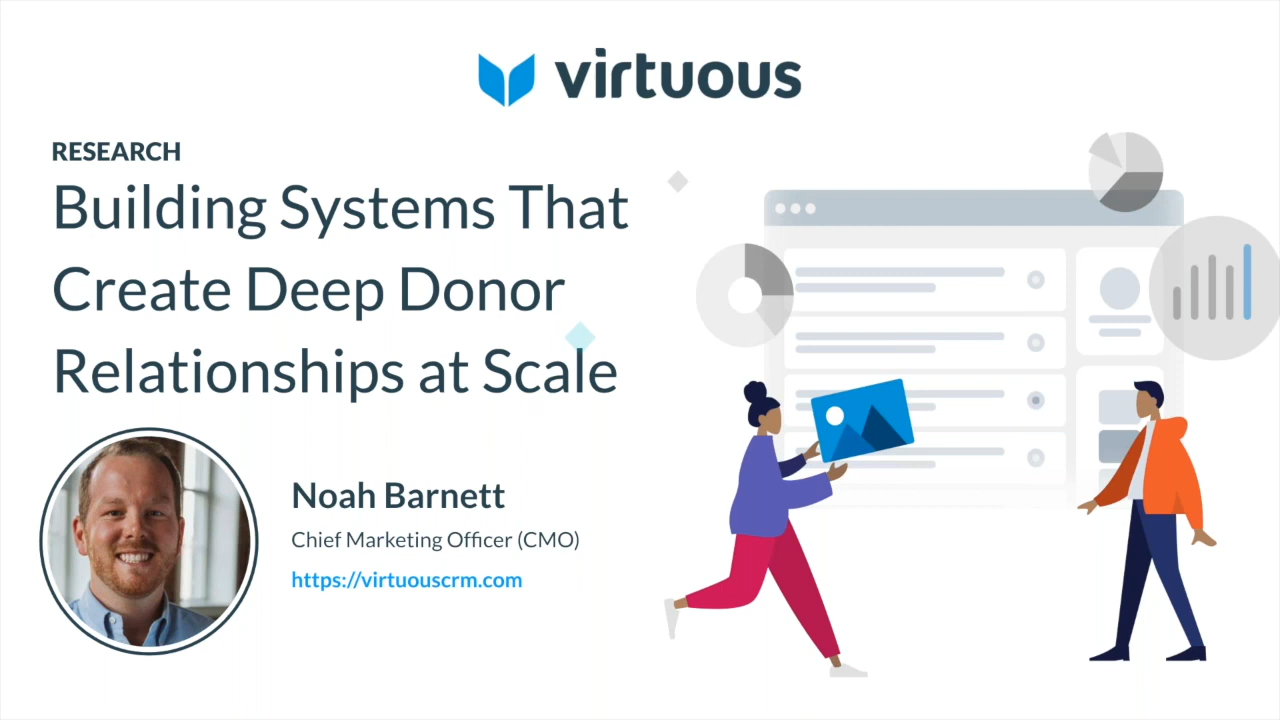 virtuous
RESEARCH
Building Systems That
Create Deep Donor
Relationships at Scale
Noah Barnett
Chief Marketing Officer (CMO)
https://virtuouscrm.com